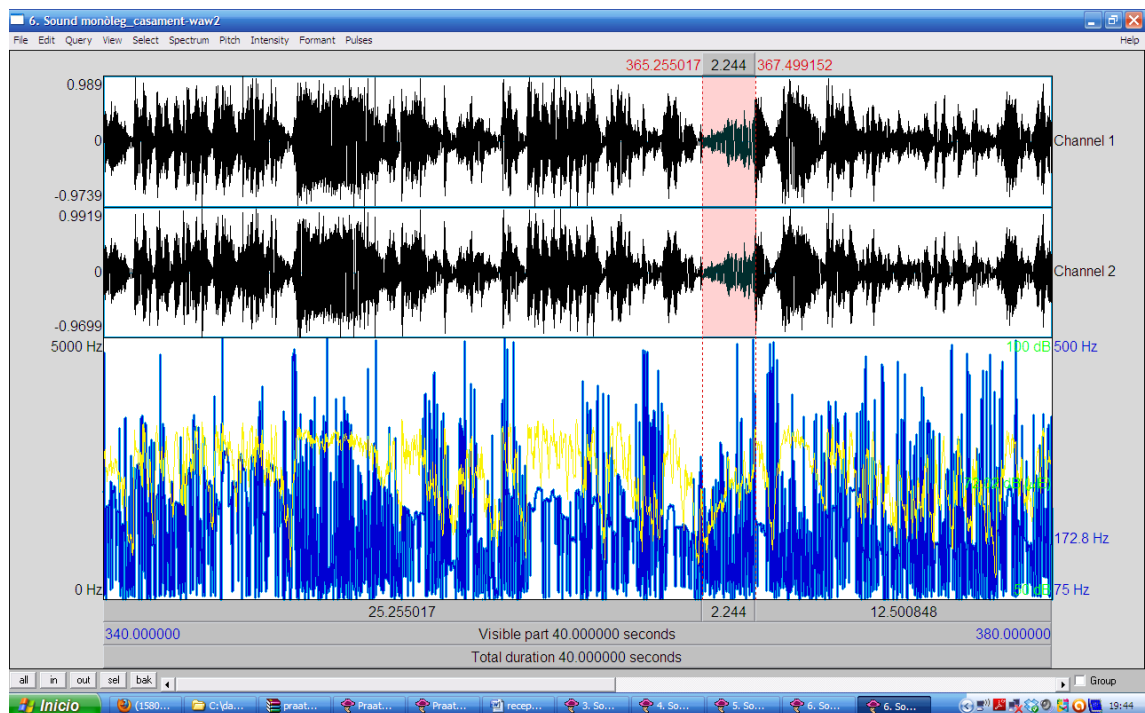 6. Sound monòleg_casament-waw2
File Edit Query View Select Spectrum Pitch Intensity Formant Pulses Help
365.255017 2.244 367.499152
0.989
0
-0.9739
Channel 1
0.9919
0
-0.9699
Channel 2
5000 Hz
100 dB 500 Hz
172.8 Hz
0 Hz
50 dB 75 Hz
25.255017 2.244 12.500848
340.000000 Visible part 40.000000 seconds 380.000000
Total duration 40.000000 seconds
all in out sel bak Group
Inicio (1580... C:\da... praat... Praat... Praat... recep... 3. So... 4. So... 5. So... 6. So... 6. So... 19:44